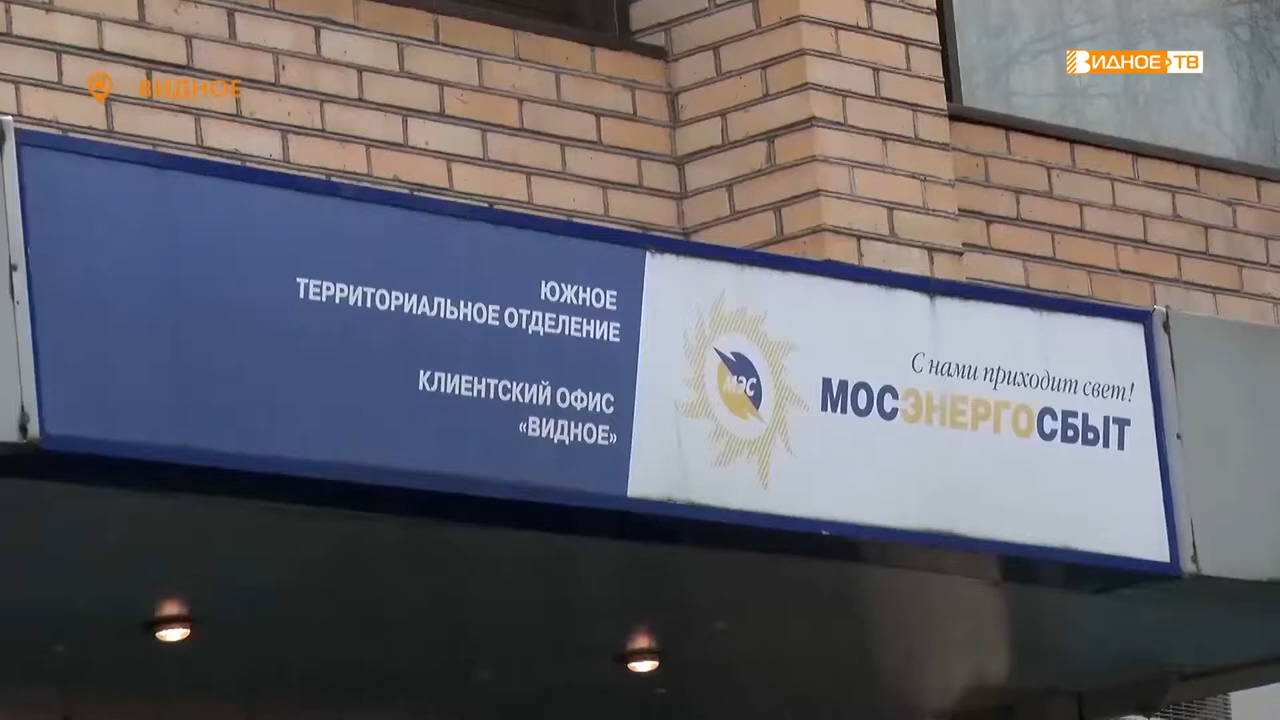 ВИДНОЕ
ВИДНОЕ ТВ
ЮЖНОЕ
ТЕРРИТОРИАЛЬНОЕ ОТДЕЛЕНИЕ
КЛИЕНТСКИЙ ОФИС
«ВИДНОЕ»
МЭС
С нами приходит свет!
МОСЭНЕРГОСБЫТ